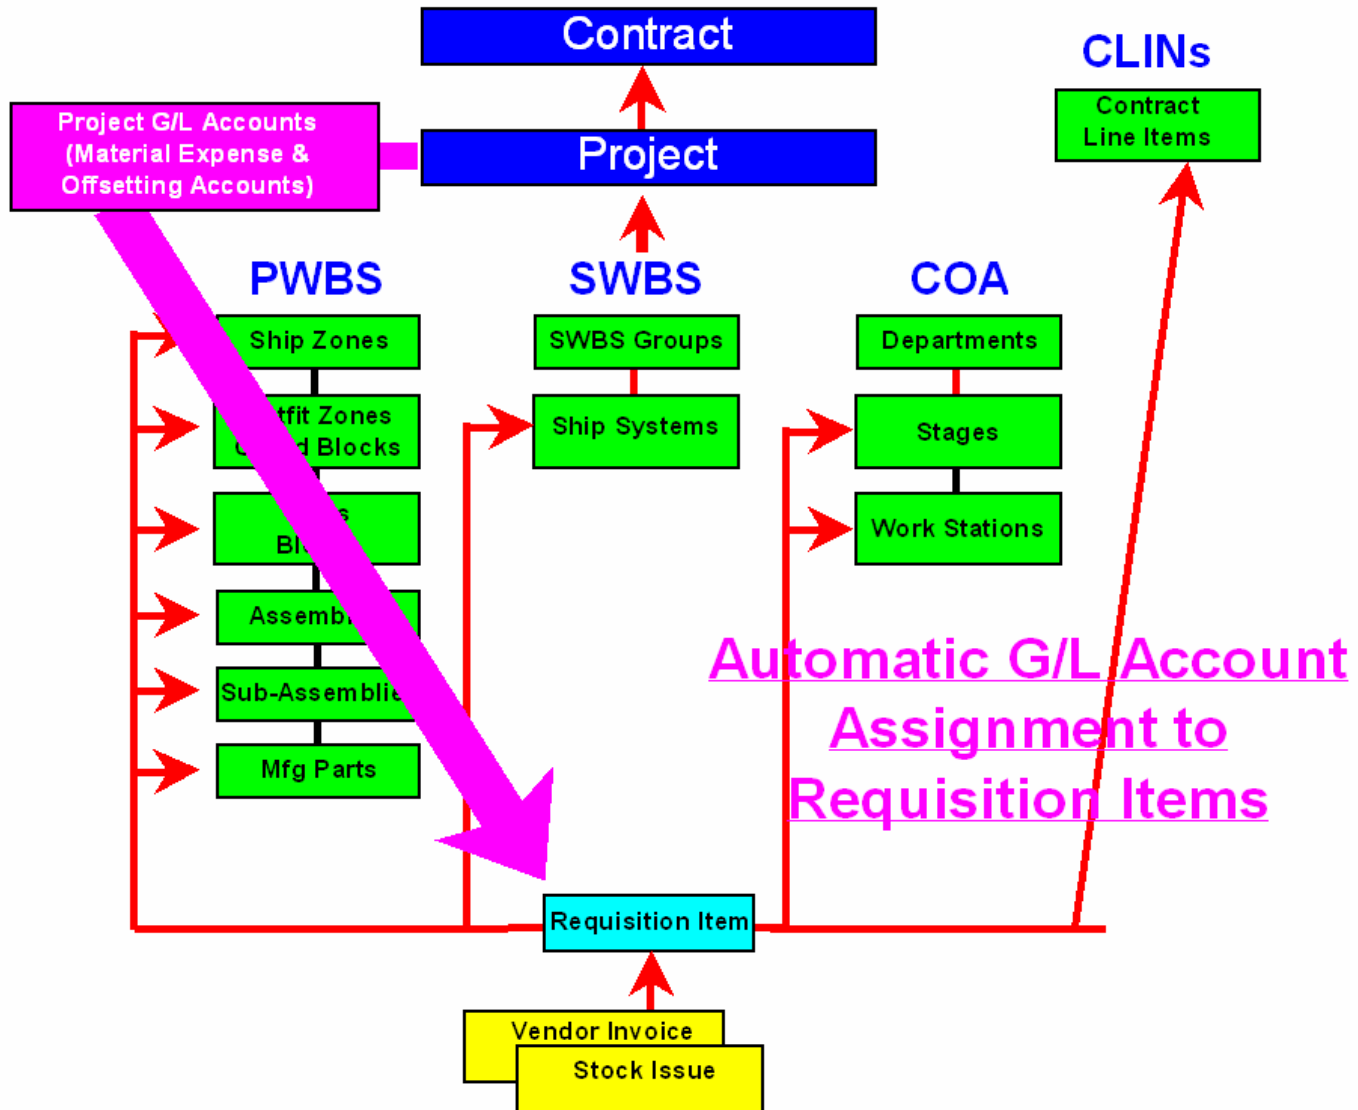 Contract
CLINs
Contract
Line Items
Project G/L Accounts
(Material Expense &
Offsetting Accounts)
Project
PWBS
SWBS
COA
Ship Zones
SWBS Groups
Departments
Zones
Blocks
Ship Systems
Stages
Work Stations
Automatic G/L Account
Assignment to
Requisition Items
Mfg Parts
Requisition Item
Vendor Invoice
Stock Issue